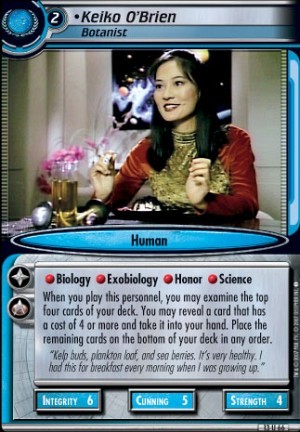 2 •Keiko O'Brien
Botanist
Human
Biology Exobiology Honor Science
When you play this personnel, you may examine the top
four cards of your deck. You may reveal a card that has
a cost of 4 or more and take it into your hand. Place the
remaining cards on the bottom of your deck in any order.
"Kelp buds, plankton loaf, and sea berries. It's very healthy. I
had this for breakfast every morning when I was growing up."
INTEGRITY 6 CUNNING 5 STRENGTH 4